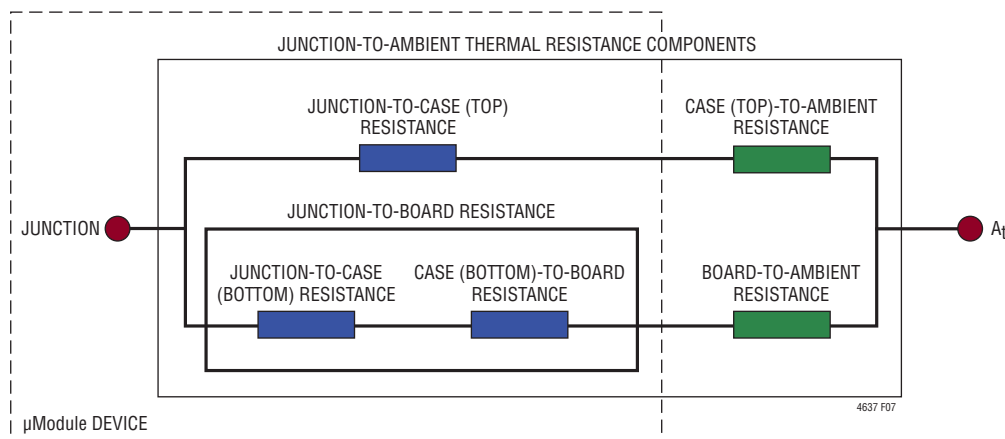 JUNCTION-TO-AMBIENT THERMAL RESISTANCE COMPONENTS
JUNCTION-TO-CASE (TOP)
RESISTANCE
CASE (TOP)-TO-AMBIENT
RESISTANCE
JUNCTION-TO-BOARD RESISTANCE
JUNCTION
At
JUNCTION-TO-CASE
(BOTTOM) RESISTANCE
CASE (BOTTOM)-TO-BOARD
RESISTANCE
BOARD-TO-AMBIENT
RESISTANCE
4637 F07
µModule DEVICE